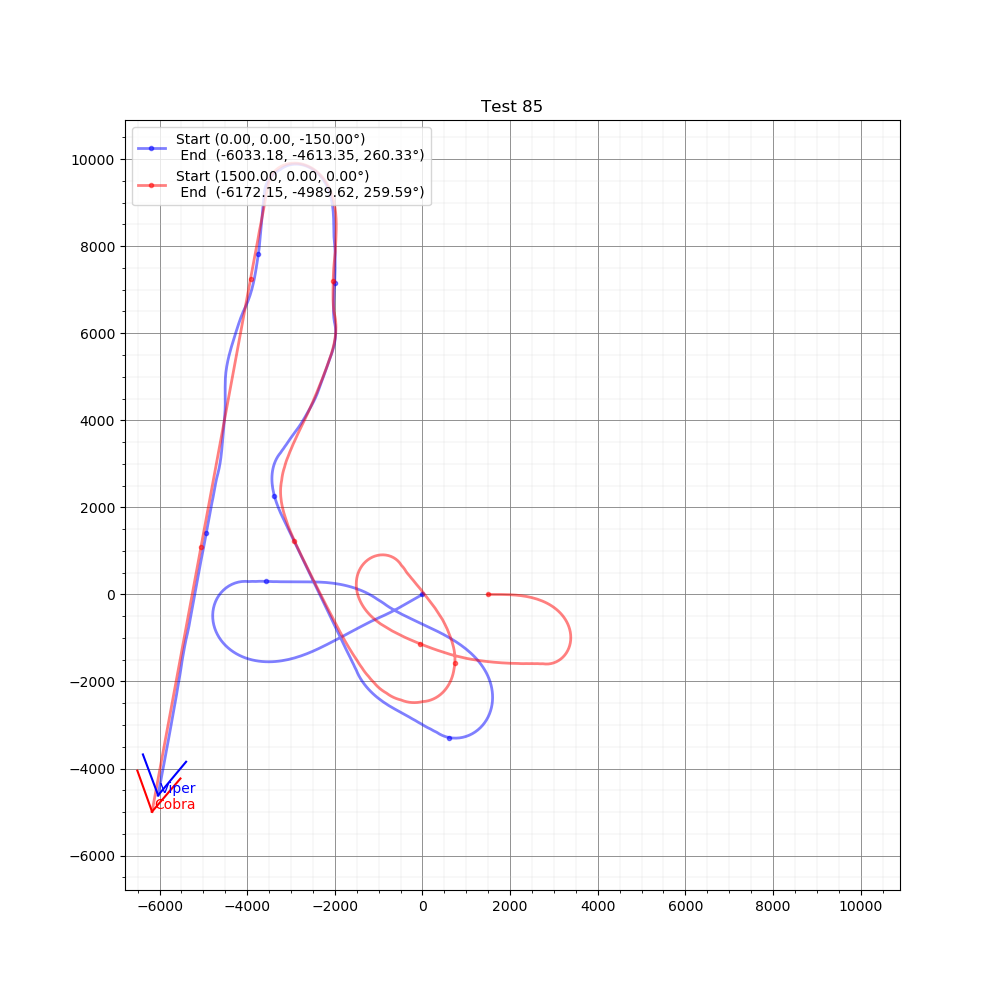 Test 85
Start (0.00, 0.00, -150.00°)
End (-6033.18, -4613.35, 260.33°)
Start (1500.00, 0.00, 0.00°)
End (-6172.15, -4989.62, 259.59°)
10000
8000
6000
4000
2000
0
−2000
−4000
−6000
Viper
Cobra
−6000 −4000 −2000 0 2000 4000 6000 8000 10000